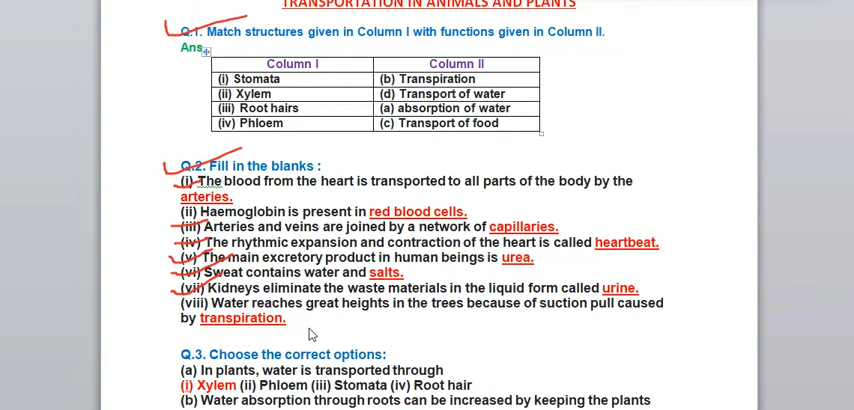 TRANSPORTATION IN ANIMALS AND PLANTS
Q.1. Match structures given in Column I with functions given in Column II.
Ans
Column I Column II
(i) Stomata (b) Transpiration
(ii) Xylem (d) Transport of water
(iii) Root hairs (a) absorption of water
(iv) Phloem (c) Transport of food
Q.2. Fill in the blanks :
(i) The blood from the heart is transported to all parts of the body by the
arteries.
(ii) Haemoglobin is present in red blood cells.
(iii) Arteries and veins are joined by a network of capillaries.
(iv) The rhythmic expansion and contraction of the heart is called heartbeat.
(v) The main excretory product in human beings is urea.
(vi) Sweat contains water and salts.
(vii) Kidneys eliminate the waste materials in the liquid form called urine.
(viii) Water reaches great heights in the trees because of suction pull caused
by transpiration.
Q.3. Choose the correct options:
(a) In plants, water is transported through
(i) Xylem (ii) Phloem (iii) Stomata (iv) Root hair
(b) Water absorption through roots can be increased by keeping the plants